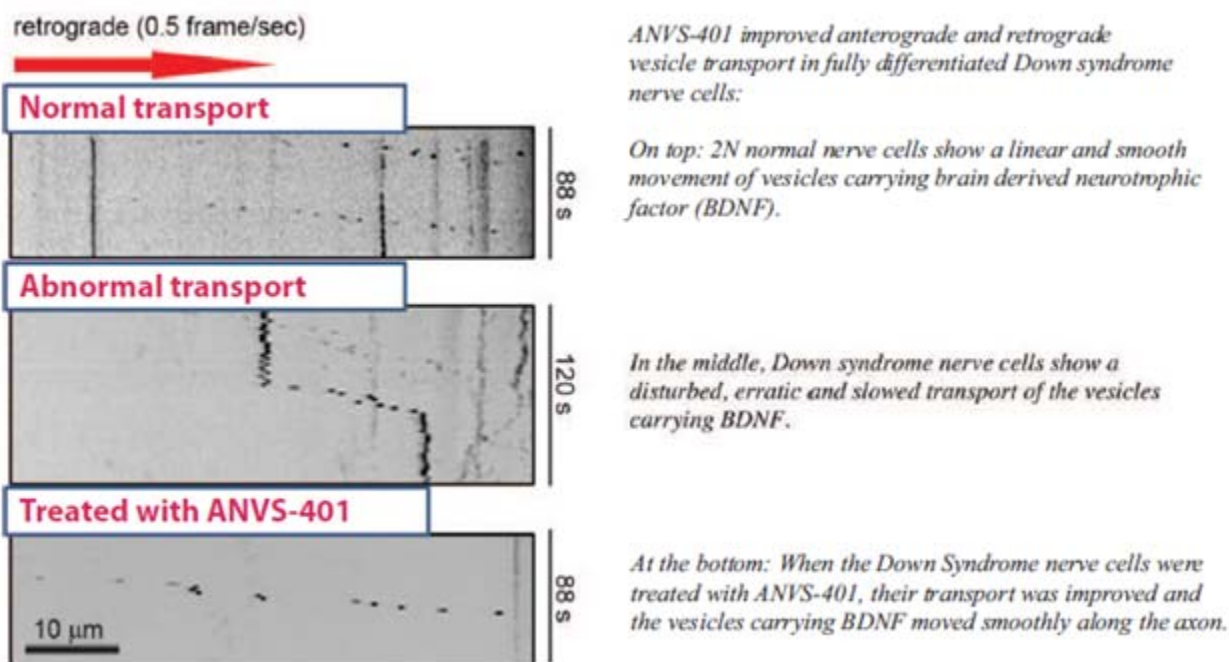 retrograde (0.5 frame/sec)
Normal transport
88 s
Abnormal transport
120 s
Treated with ANVS-401
88 s
10 μm
ANVS-401 improved anterograde and retrograde
vesicle transport in fully differentiated Down syndrome
nerve cells:
On top: 2N normal nerve cells show a linear and smooth
movement of vesicles carrying brain derived neurotrophic
factor (BDNF).
In the middle, Down syndrome nerve cells show a
disturbed, erratic and slowed transport of the vesicles
carrying BDNF.
At the bottom: When the Down Syndrome nerve cells were
treated with ANVS-401, their transport was improved and
the vesicles carrying BDNF moved smoothly along the axon.